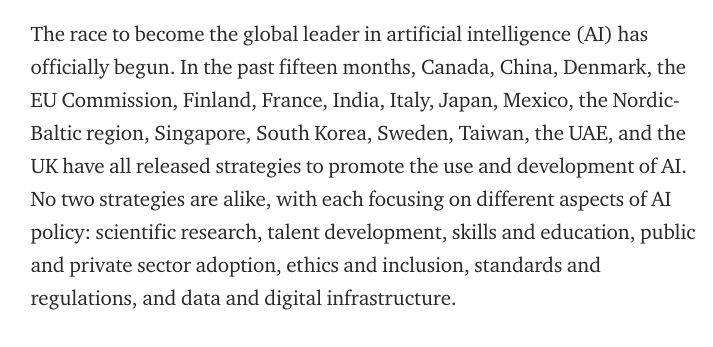 The race to become the global leader in artificial intelligence (AI) has
officially begun. In the past fifteen months, Canada, China, Denmark, the
EU Commission, Finland, France, India, Italy, Japan, Mexico, the Nordic-
Baltic region, Singapore, South Korea, Sweden, Taiwan, the UAE, and the
UK have all released strategies to promote the use and development of AI.
No two strategies are alike, with each focusing on different aspects of AI
policy: scientific research, talent development, skills and education, public
and private sector adoption, ethics and inclusion, standards and
regulations, and data and digital infrastructure.